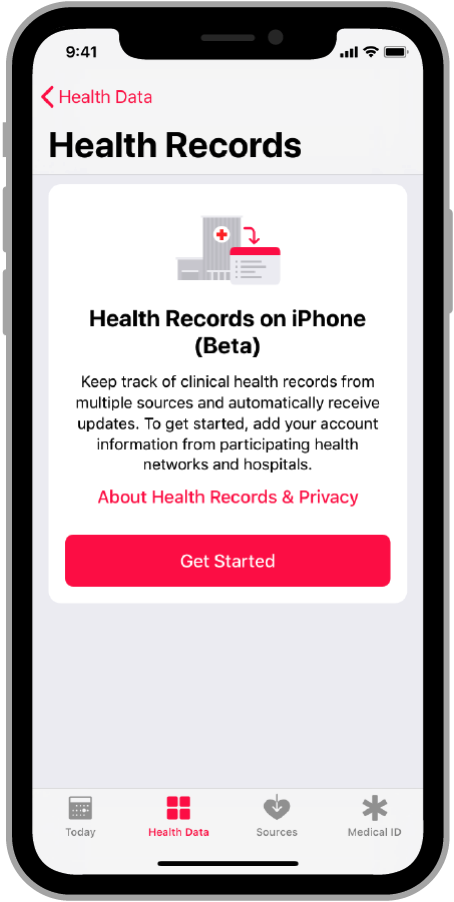 9:41
Health Data
Health Records
Health Records on iPhone
(Beta)
Keep track of clinical health records from
multiple sources and automatically receive
updates. To get started, add your account
information from participating health
networks and hospitals.
About Health Records & Privacy
Get Started
Today
Health Data
Sources
Medical ID